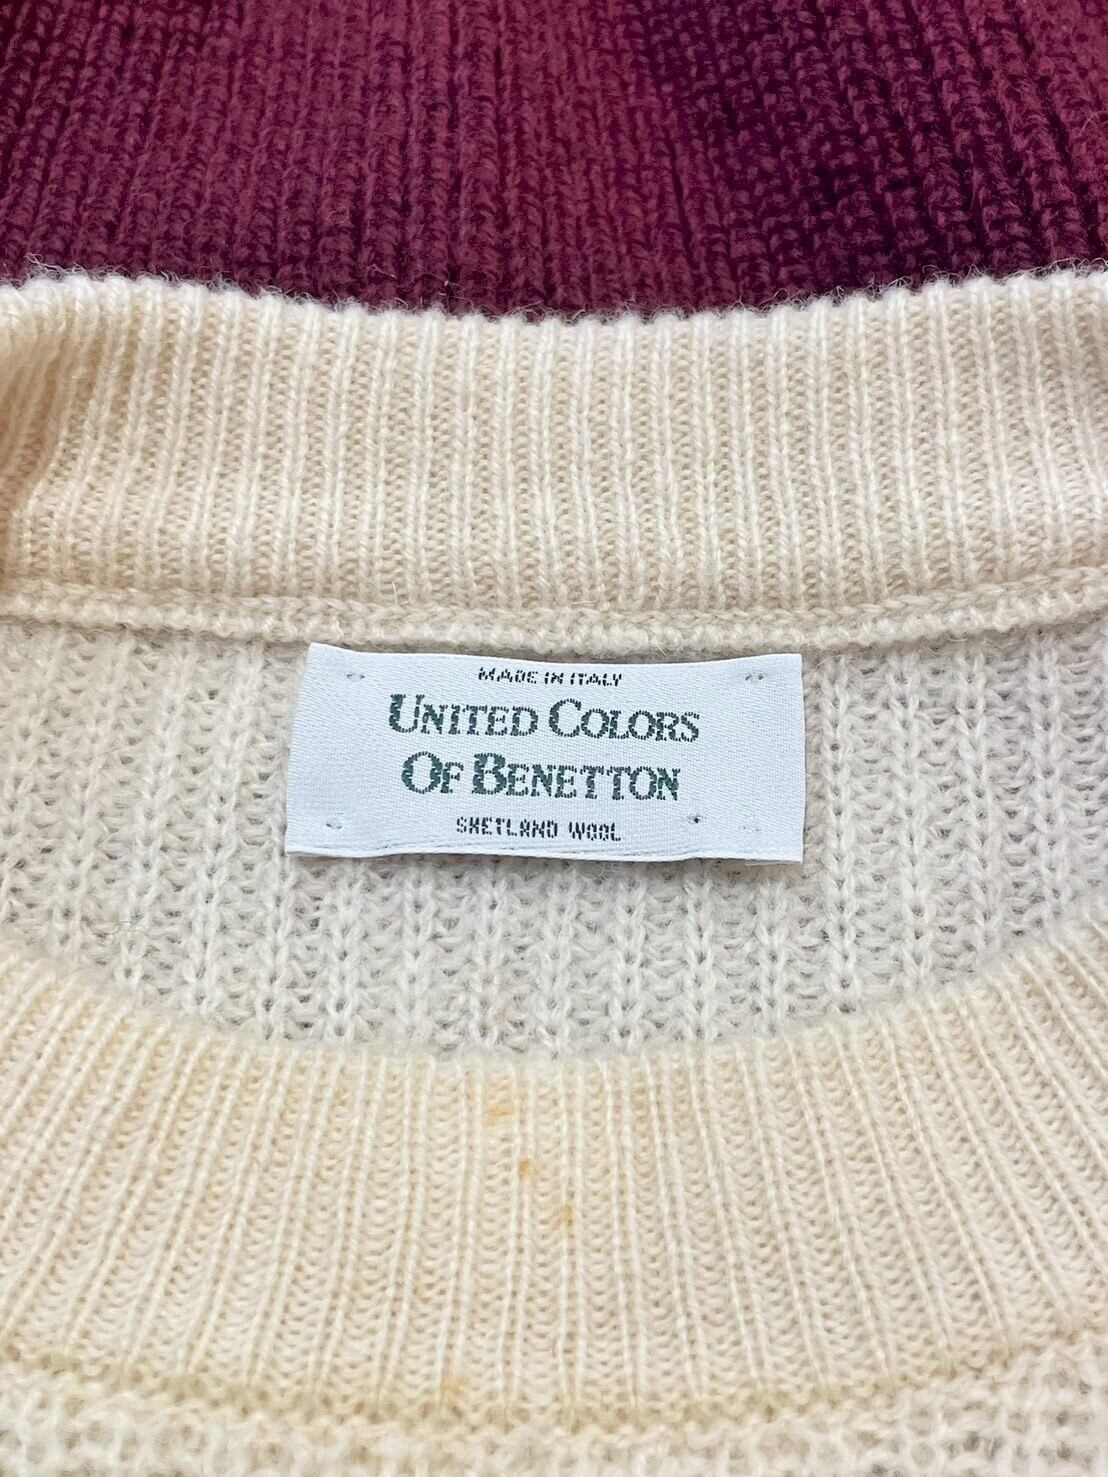 MADE IN ITALY
UNITED COLORS
OF BENETTON
SHETLAND WOOL